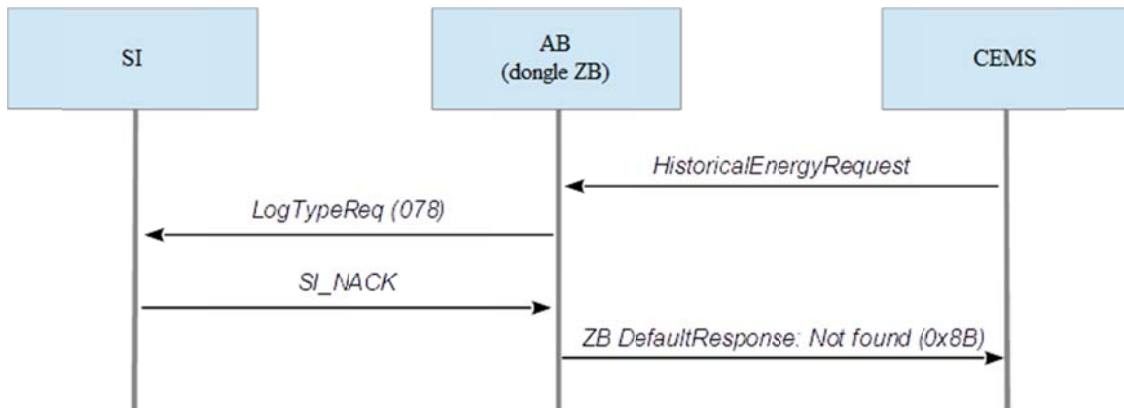 SI
AB
(dongle ZB)
CEMS
HistoricalEnergyRequest
LogTypeReq (078)
SI_NACK
ZB DefaultResponse: Not found (0x8B)